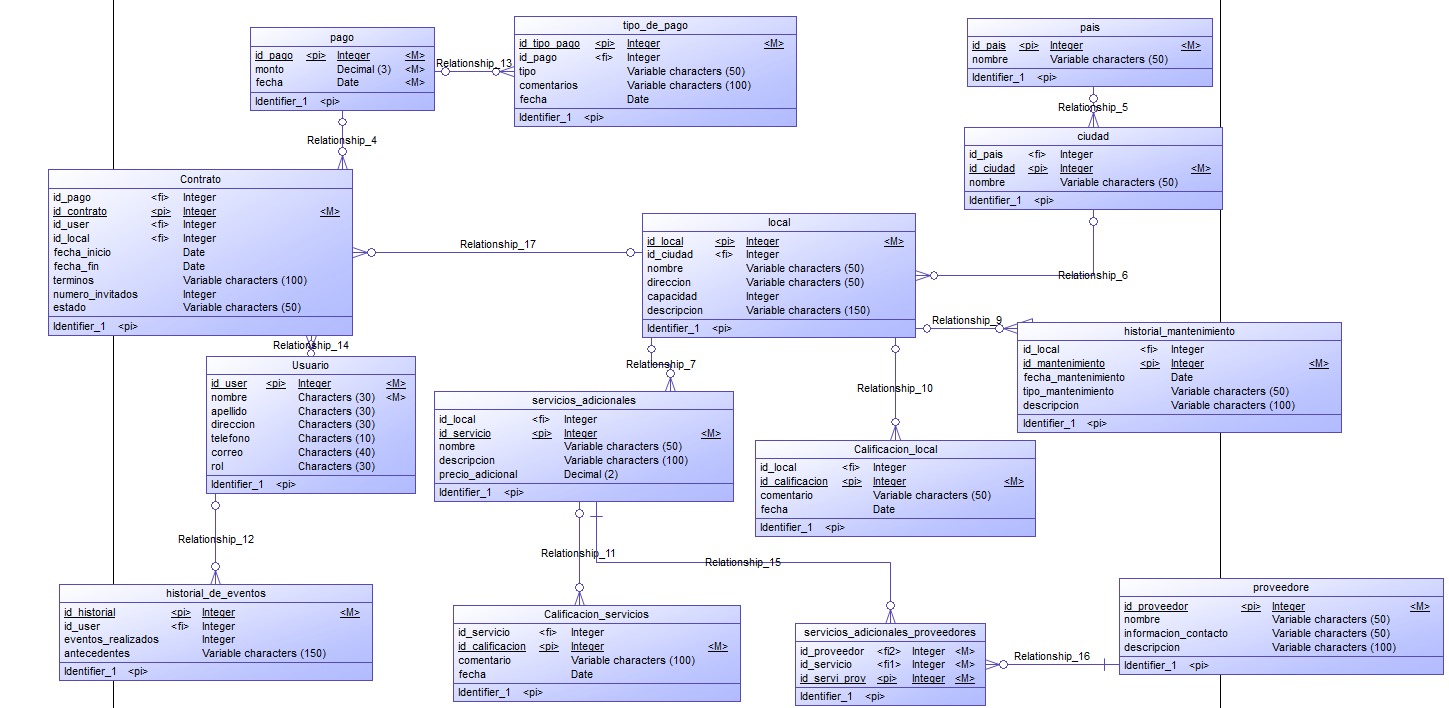 pago
id_pago <pi> Integer <M>
monto Decimal (3) <M>
fecha Date <M>
Identifier_1 <pi>
Relationship_13
tipo_de_pago
id_tipo_pago <pi> Integer <M>
id_pago <fi> Integer
tipo Variable characters (50)
comentarios Variable characters (100)
fecha Date
Identifier_1 <pi>
pais
id_pais <pi> Integer <M>
nombre Variable characters (50)
Identifier_1 <pi>
Relationship_5
Relationship_4
ciudad
id_pais <fi> Integer
id_ciudad <pi> Integer <M>
nombre Variable characters (50)
Identifier_1 <pi>
Contrato
id_pago <fi> Integer
id_contrato <pi> Integer <M>
id_user <fi> Integer
id_local <fi> Integer
fecha_inicio Date
fecha_fin Date
terminos Variable characters (100)
numero_invitados Integer
estado Variable characters (50)
Identifier_1 <pi>
Relationship_17
local
id_local <pi> Integer <M>
id_ciudad <fi> Integer
nombre Variable characters (50)
direccion Variable characters (50)
capacidad Integer
descripcion Variable characters (150)
Identifier_1 <pi>
Relationship_6
Relationship_9
historial_mantenimiento
id_local <fi> Integer
id_mantenimiento <pi> Integer <M>
fecha_mantenimiento Date
tipo_mantenimiento Variable characters (50)
descripcion Variable characters (100)
Identifier_1 <pi>
Relationship_14
Usuario
id_user <pi> Integer <M>
nombre Characters (30) <M>
apellido Characters (30)
direccion Characters (30)
telefono Characters (10)
correo Characters (40)
rol Characters (30)
Identifier_1 <pi>
Relationship_7
servicios_adicionales
id_local <fi> Integer
id_servicio <pi> Integer <M>
nombre Variable characters (50)
descripcion Variable characters (100)
precio_adicional Decimal (2)
Identifier_1 <pi>
Relationship_10
Calificacion_local
id_local <fi> Integer
id_calificacion <pi> Integer <M>
comentario Variable characters (50)
fecha Date
Identifier_1 <pi>
Relationship_12
Relationship_11
Relationship_15
historial_de_eventos
id_historial <pi> Integer <M>
id_user <fi> Integer
eventos_realizados Integer
antecedentes Variable characters (150)
Identifier_1 <pi>
Calificacion_servicios
id_servicio <fi> Integer
id_calificacion <pi> Integer <M>
comentario Variable characters (100)
fecha Date
Identifier_1 <pi>
servicios_adicionales_proveedores
id_proveedor <fi2> Integer <M>
id_servicio <fi1> Integer <M>
id_servi_prov <pi> Integer <M>
Identifier_1 <pi>
Relationship_16
proveedore
id_proveedor <pi> Integer <M>
nombre Variable characters (50)
informacion_contacto Variable characters (50)
descripcion Variable characters (100)
Identifier_1 <pi>